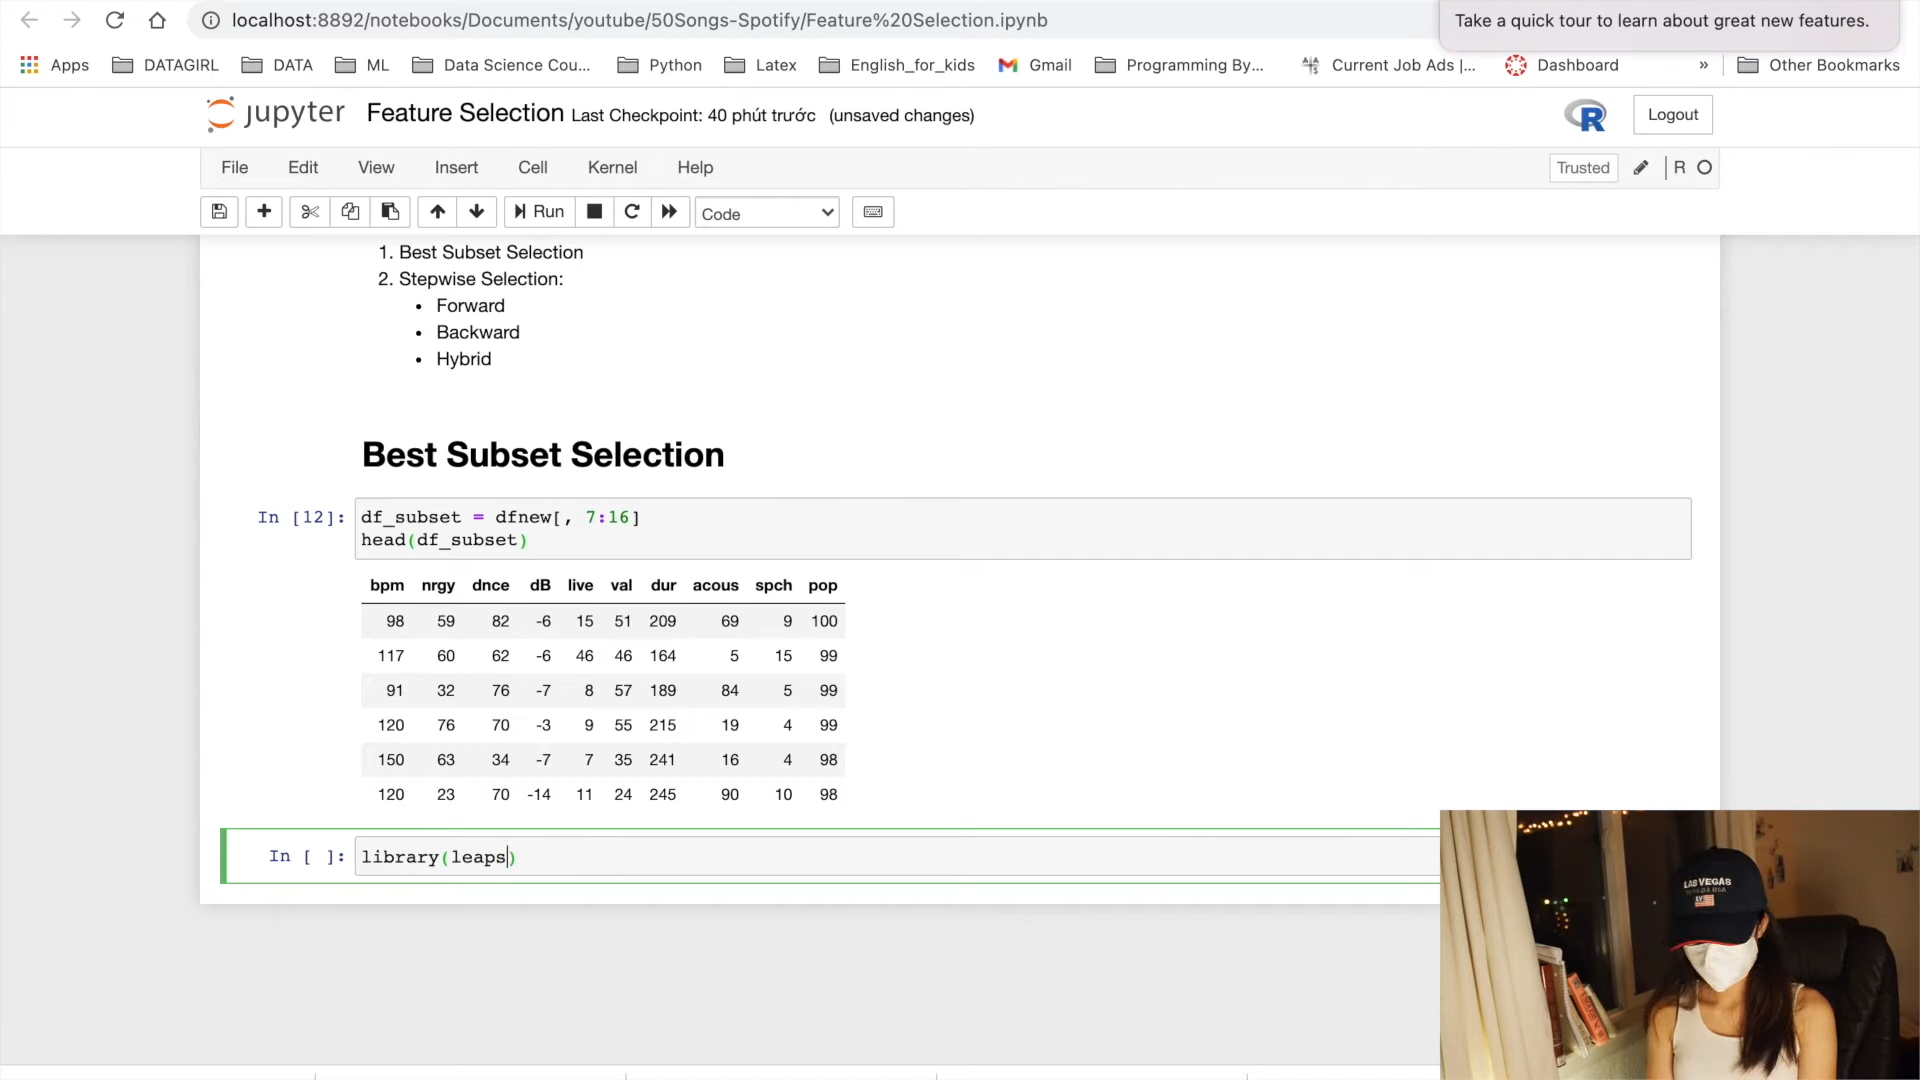 localhost:8892/notebooks/Documents/youtube/50Songs-Spotify/Feature%20Selection.ipynb
Take a quick tour to learn about great new features.
Apps DATAGIRL DATA ML Data Science Cou... Python Latex English_for_kids Gmail Programming By... Current Job Ads |... Dashboard » Other Bookmarks
jupyter Feature Selection Last Checkpoint: 40 phút trước (unsaved changes) R Logout
File Edit View Insert Cell Kernel Help Trusted R
Run Code
1. Best Subset Selection
2. Stepwise Selection:
• Forward
• Backward
• Hybrid
Best Subset Selection
In [12]: df_subset = dfnew[, 7:16]
head(df_subset)
bpm nrgy dnce dB live val dur acous spch pop
98 59 82 -6 15 51 209 69 9 100
117 60 62 -6 46 46 164 5 15 99
91 32 76 -7 8 57 189 84 5 99
120 76 70 -3 9 55 215 19 4 99
150 63 34 -7 7 35 241 16 4 98
120 23 70 -14 11 24 245 90 10 98
In [ ]: library(leaps)
LAS VEGAS